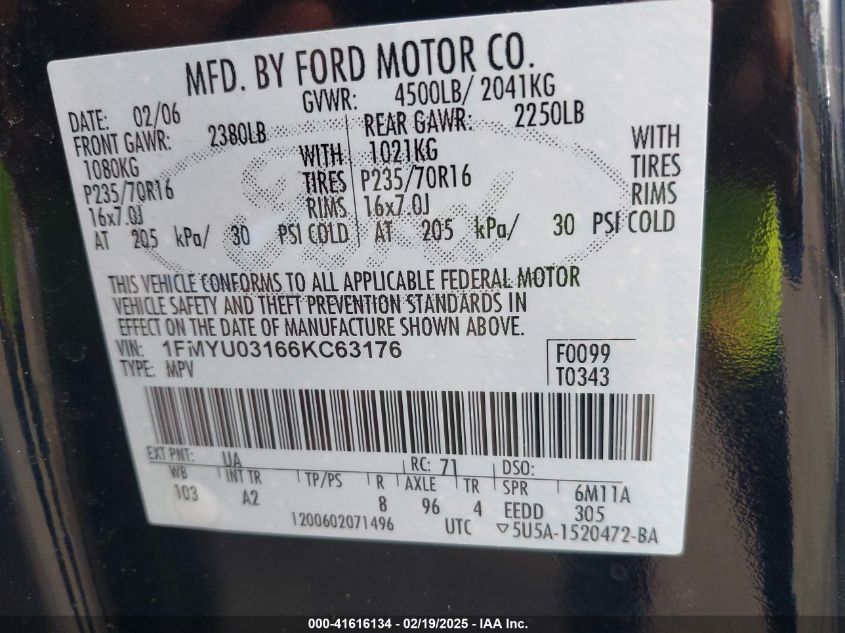 MFD. BY FORD MOTOR CO.
DATE: 02/06 GVWR: 4500LB/ 2041KG
FRONT GAWR: 2380LB REAR GAWR: 2250LB
1080KG WITH 1021KG WITH
P235/70R16 TIRES P235/70R16 TIRES
16x7.0J RIMS 16x7.0J RIMS
AT 205 kPa/ 30 PSI COLD AT 205 kPa/ 30 PSI COLD
Ford
THIS VEHICLE CONFORMS TO ALL APPLICABLE FEDERAL MOTOR
VEHICLE SAFETY AND THEFT PREVENTION STANDARDS IN
EFFECT ON THE DATE OF MANUFACTURE SHOWN ABOVE.
VIN: 1FMYU03166KC63176 F0099
TYPE: MPV T0343
EXT PNT: UA RC: 71 DSO:
WB INT TR TP/PS R AXLE TR SPR 6M11A
103 A2 8 96 4 EEDD 305
1200602071496 UTC ▽5U5A-1520472-BA
000-41616134 - 02/19/2025 - IAA Inc.